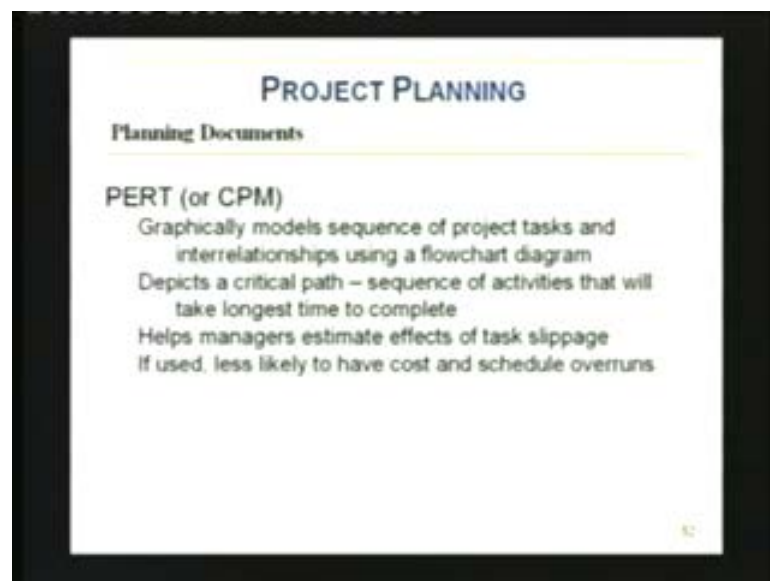 PROJECT PLANNING
Planning Documents
PERT (or CPM)
Graphically models sequence of project tasks and
interrelationships using a flowchart diagram
Depicts a critical path – sequence of activities that will
take longest time to complete
Helps managers estimate effects of task slippage
If used, less likely to have cost and schedule overruns